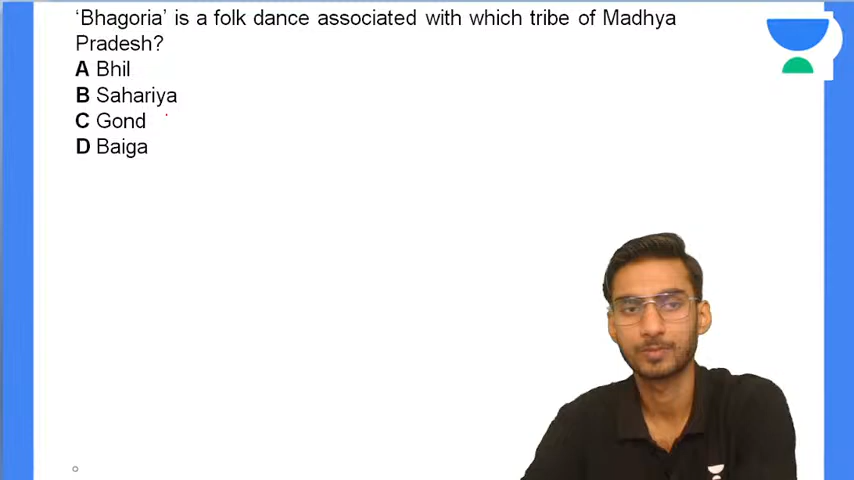 ‘Bhagoria’ is a folk dance associated with which tribe of Madhya
Pradesh?
A Bhil
B Sahariya
C Gond
D Baiga